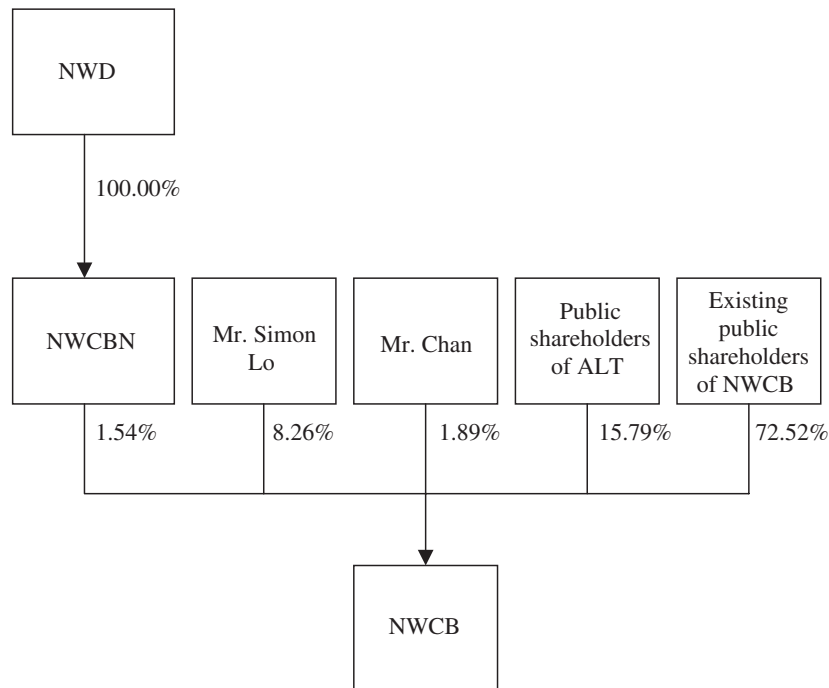 NWD
100.00%
NWCBN
Mr. Simon
Lo
Mr. Chan
Public
shareholders
of ALT
Existing
public
shareholders
of NWCB
1.54%
8.26%
1.89%
15.79%
72.52%
NWCB